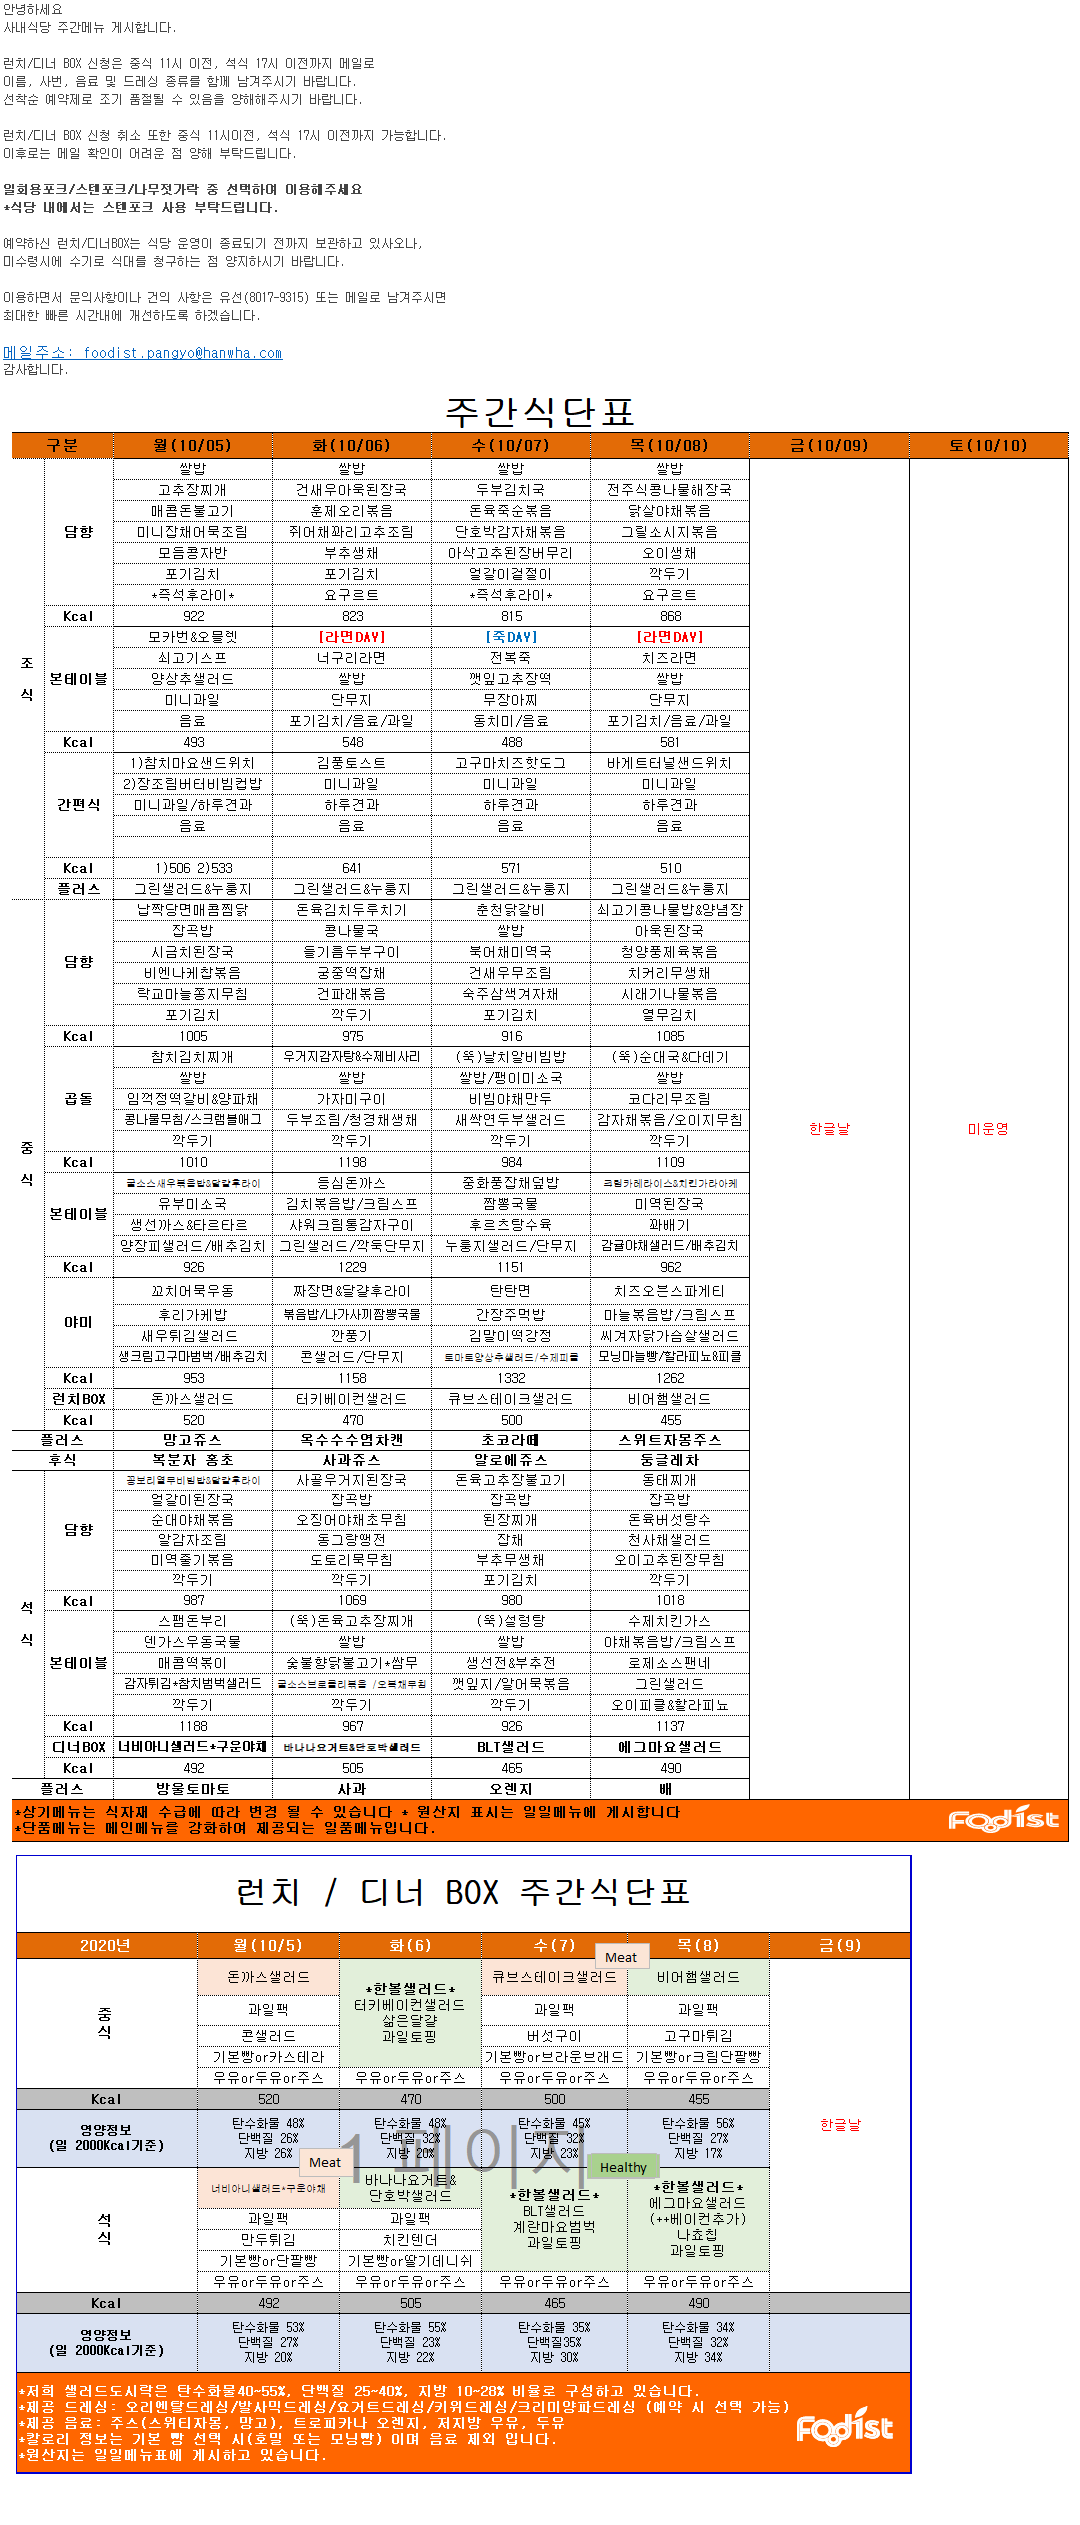 안녕하세요
사내식당 주간메뉴 게시합니다.
런치/디너 BOX 신청은 중식 11시 이전, 석식 17시 이전까지 메일로
이름, 사번, 음료 및 드레싱 종류를 함께 남겨주시기 바랍니다.
선착순 예약제로 조기 품절될 수 있음을 양해해주시기 바랍니다.
런치/디너 BOX 신청 취소 또한 중식 11시이전, 석식 17시 이전까지 가능합니다.
이후로는 메일 확인이 어려운 점 양해 부탁드립니다.
일회용포크/스텐포크/나무젓가락 중 선택하여 이용해주세요
*식당 내에서는 스텐포크 사용 부탁드립니다.
예약하신 런치/디너BOX는 식당 운영이 종료되기 전까지 보관하고 있사오나,
미수령시에 수기로 식대를 청구하는 점 양지하시기 바랍니다.
이용하면서 문의사항이나 건의 사항은 유선(8017-9315) 또는 메일로 남겨주시면
최대한 빠른 시간내에 개선하도록 하겠습니다.
메일주소: foodist.pangyo@hanwha.com
감사합니다.
주간식단표
구분 월(10/05) 화(10/06) 수(10/07) 목(10/08) 금(10/09) 토(10/10)
조식
담향
쌀밥 쌀밥 쌀밥 쌀밥
고추장찌개 건새우아욱된장국 두부김치국 전주식콩나물해장국
매콤돈불고기 훈제오리볶음 돈육죽순볶음 닭살야채볶음
미니잡채어묵조림 쥐어채꽈리고추조림 단호박감자채볶음 그릴소시지볶음
모듬콩자반 부추생채 아삭고추된장버무리 오이생채
포기김치 포기김치 얼갈이겉절이 깍두기
*즉석후라이* 요구르트 *즉석후라이* 요구르트
Kcal 922 823 815 868
본테이블
모카번&오믈렛 [라면DAY] [죽DAY] [라면DAY]
쇠고기스프 너구리라면 전복죽 치즈라면
양상추샐러드 쌀밥 깻잎고추장떡 쌀밥
미니과일 단무지 무장아찌 단무지
음료 포기김치/음료/과일 동치미/음료 포기김치/음료/과일
Kcal 493 548 488 581
간편식
1)참치마요샌드위치 김풍토스트 고구마치즈핫도그 바게트터널샌드위치
2)장조림버터비빔컵밥 미니과일 미니과일 미니과일
미니과일/하루견과 하루견과 하루견과 하루견과
음료 음료 음료 음료
Kcal 1)506 2)533 641 571 510
플러스 그린샐러드&누룽지 그린샐러드&누룽지 그린샐러드&누룽지 그린샐러드&누룽지
중식
담향
납짝당면매콤찜닭 돈육김치두루치기 춘천닭갈비 쇠고기콩나물밥&양념장
잡곡밥 콩나물국 쌀밥 아욱된장국
시금치된장국 들기름두부구이 북어채미역국 청양풍제육볶음
비엔나케찹볶음 궁중떡잡채 건새우무조림 치커리무생채
락교마늘쫑지무침 건파래볶음 숙주삼색겨자채 시래기나물볶음
포기김치 깍두기 포기김치 열무김치
Kcal 1005 975 916 1085
곱돌
참치김치찌개 우거지감자탕&수제비사리 (뚝)날치알비빔밥 (뚝)순대국&다데기
쌀밥 쌀밥 쌀밥/팽이미소국 쌀밥
임꺽정떡갈비&양파채 가자미구이 비빔야채만두 코다리무조림
콩나물무침/스크램블애그 두부조림/청경채생채 새싹연두부샐러드 감자채볶음/오이지무침
깍두기 깍두기 깍두기 깍두기
Kcal 1010 1198 984 1109
한글날 미운영
본테이블
굴소스새우볶음밥&달걀후라이 등심돈까스 중화풍잡채덮밥 크림카레라이스&치킨가라아케
유부미소국 김치볶음밥/크림스프 짬뽕국물 미역된장국
생선까스&타르타르 샤워크림통감자구이 후르츠탕수육 꽈배기
양장피샐러드/배추김치 그린샐러드/깍둑단무지 누룽지샐러드/단무지 감귤야채샐러드/배추김치
Kcal 926 1229 1151 962
야미
꼬치어묵우동 짜장면&달걀후라이 탄탄면 치즈오븐스파게티
후리가케밥 볶음밥/나가사끼짬뽕국물 간장주먹밥 마늘볶음밥/크림스프
새우튀김샐러드 깐풍기 김말이떡강정 씨겨자닭가슴살샐러드
생크림고구마범벅/배추김치 콘샐러드/단무지 토마토양상추샐러드/수제피클 모닝마늘빵/할라피뇨&피클
Kcal 953 1158 1332 1262
런치BOX 돈까스샐러드 터키베이컨샐러드 큐브스테이크샐러드 비어햄샐러드
Kcal 520 470 500 455
플러스 망고쥬스 옥수수수염차캔 초코라떼 스위트자몽주스
후식 복분자 홍초 사과쥬스 알로에쥬스 둥글레차
석식
담향
꽁보리열무비빔밥&달걀후라이 사골우거지된장국 돈육고추장불고기 동태찌개
얼갈이된장국 잡곡밥 잡곡밥 잡곡밥
순대야채볶음 오징어야채초무침 된장찌개 돈육버섯탕수
알감자조림 동그랑땡전 잡채 천사채샐러드
미역줄기볶음 도토리묵무침 부추무생채 오이고추된장무침
깍두기 깍두기 포기김치 깍두기
Kcal 987 1069 980 1018
본테이블
스팸돈부리 (뚝)돈육고추장찌개 (뚝)설렁탕 수제치킨가스
덴가스우동국물 쌀밥 쌀밥 야채볶음밥/크림스프
매콤떡볶이 숯불향닭불고기*쌈무 생선전&부추전 로제소스팬네
감자튀김*참치범벅샐러드 굴소스브로콜리볶음 /오복채무침 깻잎지/알어묵볶음 그린샐러드
깍두기 깍두기 깍두기 오이피클&할라피뇨
Kcal 1188 967 926 1137
디너BOX 너비아니샐러드*구운야채 바나나요거트&단호박샐러드 BLT샐러드 에그마요샐러드
Kcal 492 505 465 490
플러스 방울토마토 사과 오렌지 배
*상기메뉴는 식자재 수급에 따라 변경 될 수 있습니다 * 원산지 표시는 일일메뉴에 게시합니다
*단품메뉴는 메인메뉴를 강화하여 제공되는 일품메뉴입니다.
Foodist
런치 / 디너 BOX 주간식단표
2020년 월(10/5) 화(6) 수(7) 목(8) 금(9)
Meat
중식
돈까스샐러드 *한볼샐러드* 큐브스테이크샐러드 비어햄샐러드
터키베이컨샐러드
삶은달걀
과일토핑
과일팩 과일팩 과일팩
콘샐러드 버섯구이 고구마튀김
기본빵or카스테라 기본빵or브라운브래드 기본빵or크림단팥빵
우유or두유or주스 우유or두유or주스 우유or두유or주스 우유or두유or주스
Kcal 520 470 500 455
한글날
영양정보
(일 2000Kcal기준)
탄수화물 48% 탄수화물 48% 탄수화물 45% 탄수화물 56%
단백질 26% 단백질 32% 단백질 32% 단백질 27%
지방 26% 지방 20% 지방 23% 지방 17%
1 페이지
Meat
Healthy
석식
너비아니샐러드*구운야채 바나나요거트&
단호박샐러드
*한볼샐러드*
BLT샐러드
계란마요범벅
과일토핑
*한볼샐러드*
에그마요샐러드
(++베이컨추가)
나쵸칩
과일토핑
과일팩 과일팩
만두튀김 치킨텐더
기본빵or단팥빵 기본빵or딸기데니쉬
우유or두유or주스 우유or두유or주스 우유or두유or주스 우유or두유or주스
Kcal 492 505 465 490
영양정보
(일 2000Kcal기준)
탄수화물 53% 탄수화물 55% 탄수화물 35% 탄수화물 34%
단백질 27% 단백질 23% 단백질35% 단백질 32%
지방 20% 지방 22% 지방 30% 지방 34%
*저희 샐러드도시락은 탄수화물40~55%, 단백질 25~40%, 지방 10~28% 비율로 구성하고 있습니다.
*제공 드레싱: 오리엔탈드레싱/발사믹드레싱/요거트드레싱/키위드레싱/크리미양파드레싱 (예약 시 선택 가능)
*제공 음료: 주스(스위티자몽, 망고), 트로피카나 오렌지, 저지방 우유, 두유
*칼로리 정보는 기본 빵 선택 시(호밀 또는 모닝빵) 이며 음료 제외 입니다.
*원산지는 일일메뉴표에 게시하고 있습니다.
Foodist